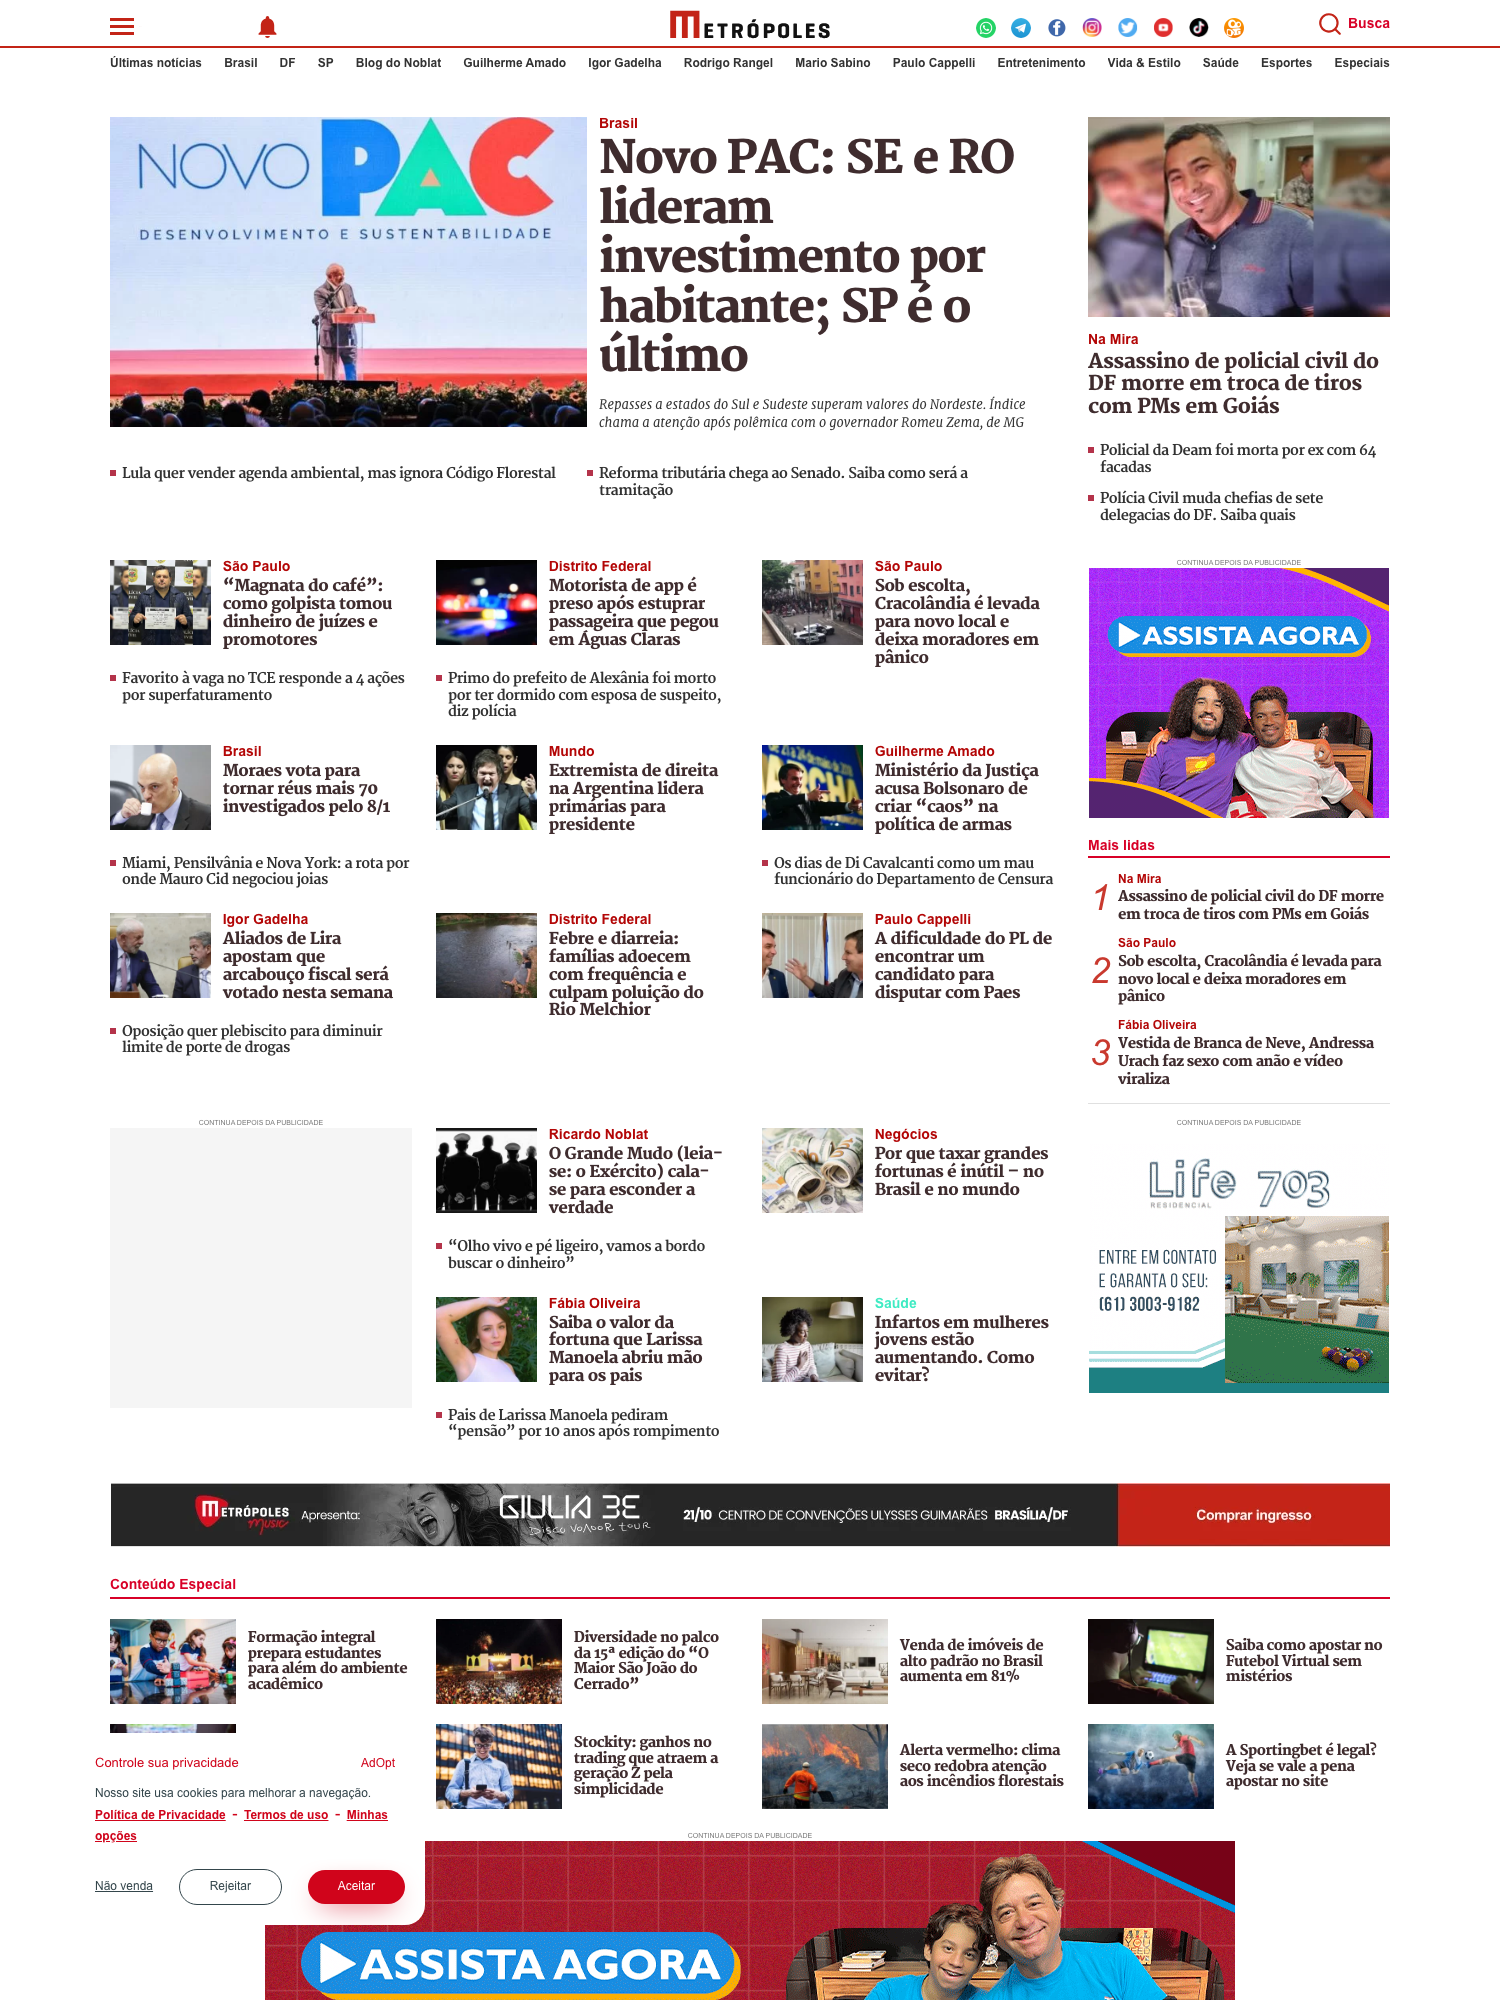 METRÓPOLES
Busca
Últimas notícias Brasil DF SP Blog do Noblat Guilherme Amado Igor Gadelha Rodrigo Rangel Mario Sabino Paulo Cappelli Entretenimento Vida & Estilo Saúde Esportes Especiais
NOVO PAC
DESENVOLVIMENTO E SUSTENTABILIDADE
Brasil
Novo PAC: SE e RO
lideram
investimento por
habitante; SP é o
último
Repasses a estados do Sul e Sudeste superam valores do Nordeste. Índice
chama a atenção após polêmica com o governador Romeu Zema, de MG
Lula quer vender agenda ambiental, mas ignora Código Florestal
Reforma tributária chega ao Senado. Saiba como será a
tramitação
Na Mira
Assassino de policial civil do
DF morre em troca de tiros
com PMs em Goiás
Policial da Deam foi morta por ex com 64
facadas
Polícia Civil muda chefias de sete
delegacias do DF. Saiba quais
São Paulo
“Magnata do café”:
como golpista tomou
dinheiro de juízes e
promotores
Favorito à vaga no TCE responde a 4 ações
por superfaturamento
Distrito Federal
Motorista de app é
preso após estuprar
passageira que pegou
em Águas Claras
Primo do prefeito de Alexânia foi morto
por ter dormido com esposa de suspeito,
diz polícia
São Paulo
Sob escolta,
Cracolândia é levada
para novo local e
deixa moradores em
pânico
CONTINUA DEPOIS DA PUBLICIDADE
ASSISTA AGORA
Brasil
Moraes vota para
tornar réus mais 70
investigados pelo 8/1
Miami, Pensilvânia e Nova York: a rota por
onde Mauro Cid negociou joias
Mundo
Extremista de direita
na Argentina lidera
primárias para
presidente
Guilherme Amado
Ministério da Justiça
acusa Bolsonaro de
criar “caos” na
política de armas
Os dias de Di Cavalcanti como um mau
funcionário do Departamento de Censura
Igor Gadelha
Aliados de Lira
apostam que
arcabouço fiscal será
votado nesta semana
Oposição quer plebiscito para diminuir
limite de porte de drogas
Distrito Federal
Febre e diarreia:
famílias adoecem
com frequência e
culpam poluição do
Rio Melchior
Paulo Cappelli
A dificuldade do PL de
encontrar um
candidato para
disputar com Paes
Mais lidas
1
Na Mira
Assassino de policial civil do DF morre
em troca de tiros com PMs em Goiás
2
São Paulo
Sob escolta, Cracolândia é levada para
novo local e deixa moradores em
pânico
3
Fábia Oliveira
Vestida de Branca de Neve, Andressa
Urach faz sexo com anão e vídeo
viraliza
CONTINUA DEPOIS DA PUBLICIDADE
Ricardo Noblat
O Grande Mudo (leia-
se: o Exército) cala-
se para esconder a
verdade
“Olho vivo e pé ligeiro, vamos a bordo
buscar o dinheiro”
Negócios
Por que taxar grandes
fortunas é inútil – no
Brasil e no mundo
Fábia Oliveira
Saiba o valor da
fortuna que Larissa
Manoela abriu mão
para os pais
Pais de Larissa Manoela pediram
“pensão” por 10 anos após rompimento
Saúde
Infartos em mulheres
jovens estão
aumentando. Como
evitar?
CONTINUA DEPOIS DA PUBLICIDADE
Life 703
RESIDENCIAL
ENTRE EM CONTATO
E GARANTA O SEU:
(61) 3003-9182
METRÓPOLES
Music
Apresenta:
GIULIA BE
DISCO VOADOR TOUR
21/10 CENTRO DE CONVENÇÕES ULYSSES GUIMARÃES BRASÍLIA/DF
Comprar ingresso
Conteúdo Especial
Formação integral
prepara estudantes
para além do ambiente
acadêmico
Diversidade no palco
da 15ª edição do “O
Maior São João do
Cerrado”
Venda de imóveis de
alto padrão no Brasil
aumenta em 81%
Saiba como apostar no
Futebol Virtual sem
mistérios
Stockity: ganhos no
trading que atraem a
geração Z pela
simplicidade
Alerta vermelho: clima
seco redobra atenção
aos incêndios florestais
A Sportingbet é legal?
Veja se vale a pena
apostar no site
Controle sua privacidade AdOpt
Nosso site usa cookies para melhorar a navegação.
Política de Privacidade - Termos de uso - Minhas
opções
Não venda Rejeitar Aceitar
CONTINUA DEPOIS DA PUBLICIDADE
ASSISTA AGORA